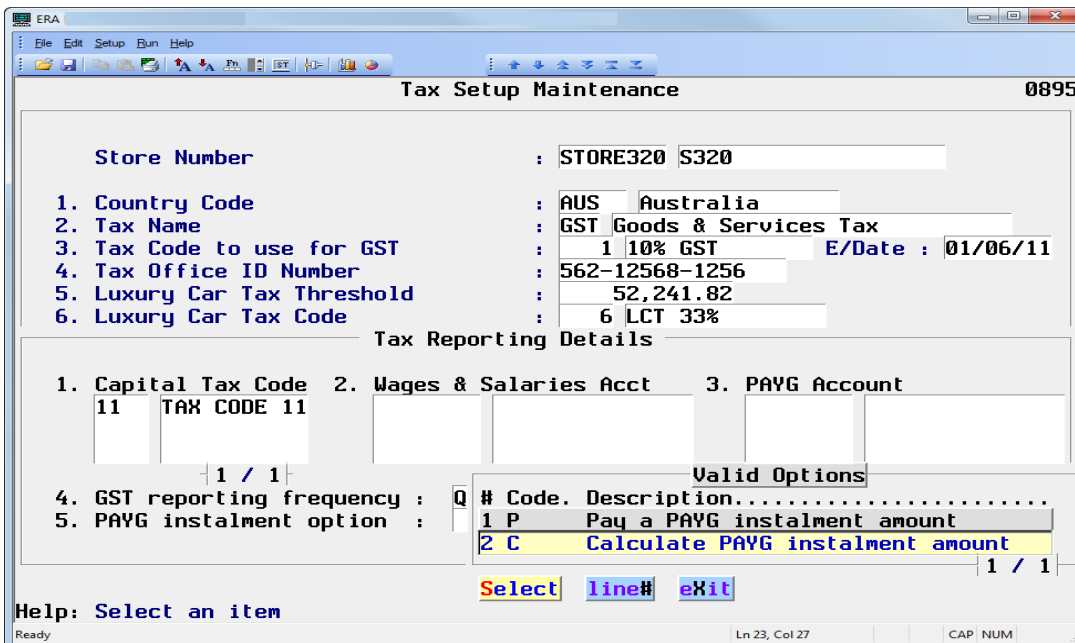 ERA
File Edit Setup Run Help
Tax Setup Maintenance 0895
Store Number : STORE320 S320
1. Country Code : AUS Australia
2. Tax Name : GST Goods & Services Tax
3. Tax Code to use for GST : 1 10% GST E/Date : 01/06/11
4. Tax Office ID Number : 562-12568-1256
5. Luxury Car Tax Threshold : 52,241.82
6. Luxury Car Tax Code : 6 LCT 33%
Tax Reporting Details
1. Capital Tax Code 2. Wages & Salaries Acct 3. PAYG Account
11 TAX CODE 11
1 / 1
Valid Options
4. GST reporting frequency : Q # Code. Description........................
5. PAYG instalment option : 1 P Pay a PAYG instalment amount
2 C Calculate PAYG instalment amount
1 / 1
Select line# eXit
Help: Select an item
Ready Ln 23, Col 27 CAP NUM